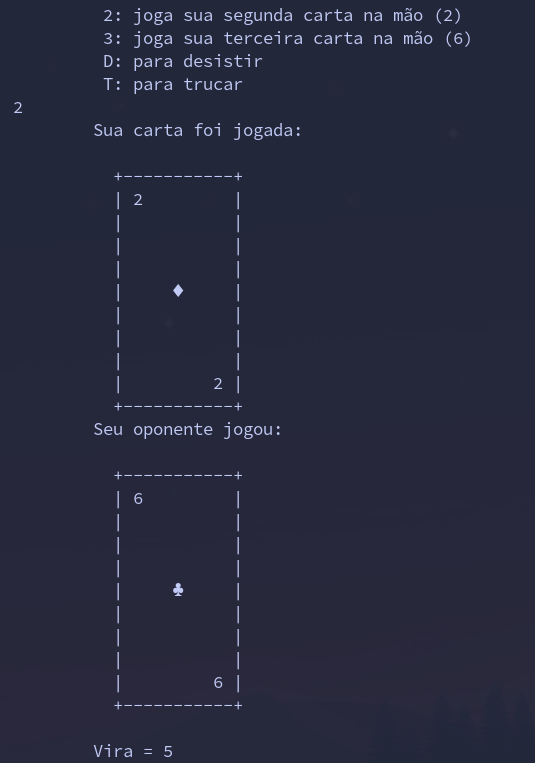 2: joga sua segunda carta na mão (2)
3: joga sua terceira carta na mão (6)
D: para desistir
T: para trucar
2
Sua carta foi jogada:
+-----------+
| 2         |
|           |
|           |
|           |
|     ♦     |
|           |
|           |
|           |
|         2 |
+-----------+
Seu oponente jogou:
+-----------+
| 6         |
|           |
|           |
|           |
|     ♣     |
|           |
|           |
|           |
|         6 |
+-----------+
Vira = 5